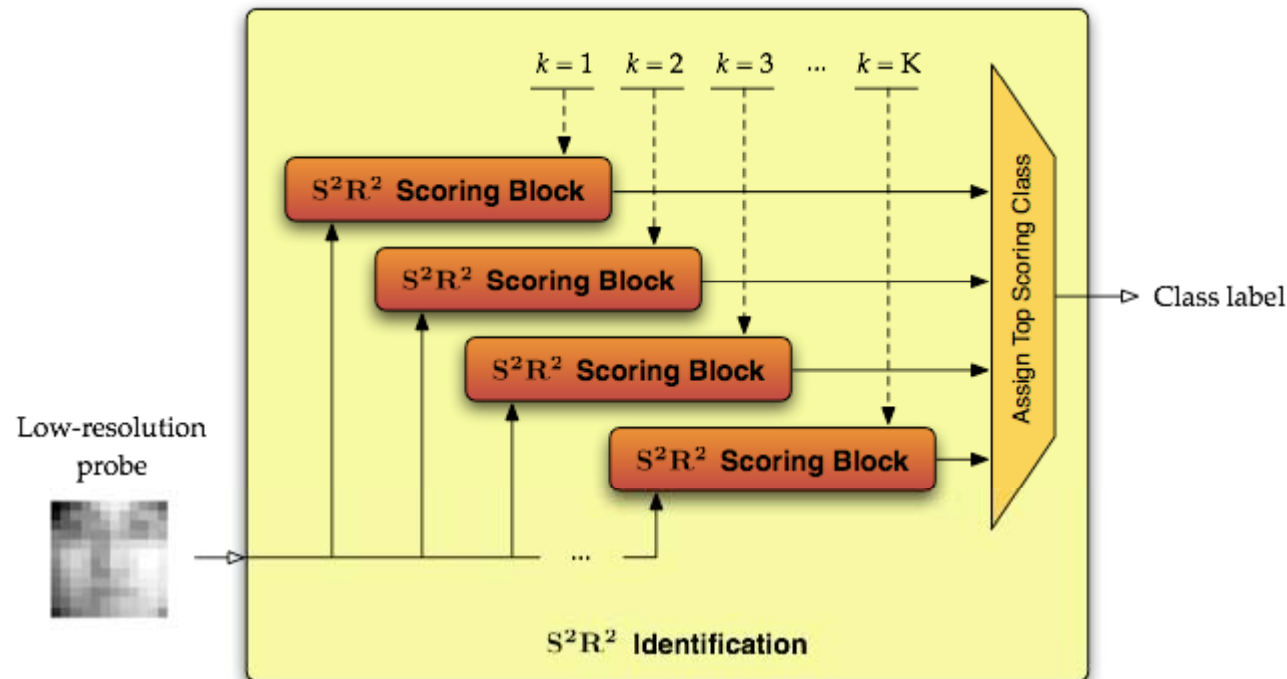 k = 1 k = 2 k = 3 ... k = K
S²R² Scoring Block
S²R² Scoring Block
S²R² Scoring Block
S²R² Scoring Block
Assign Top Scoring Class
Class label
Low-resolution
probe
...
S²R² Identification